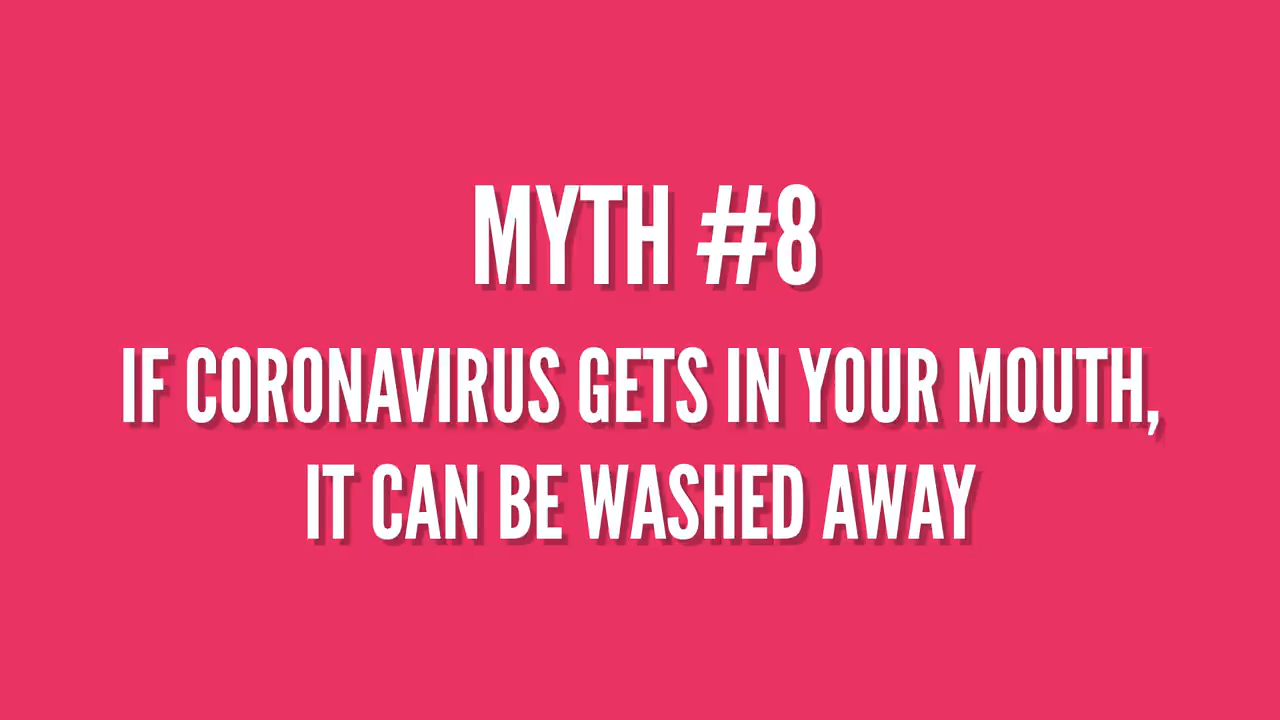 MYTH #8
IF CORONAVIRUS GETS IN YOUR MOUTH,
IT CAN BE WASHED AWAY